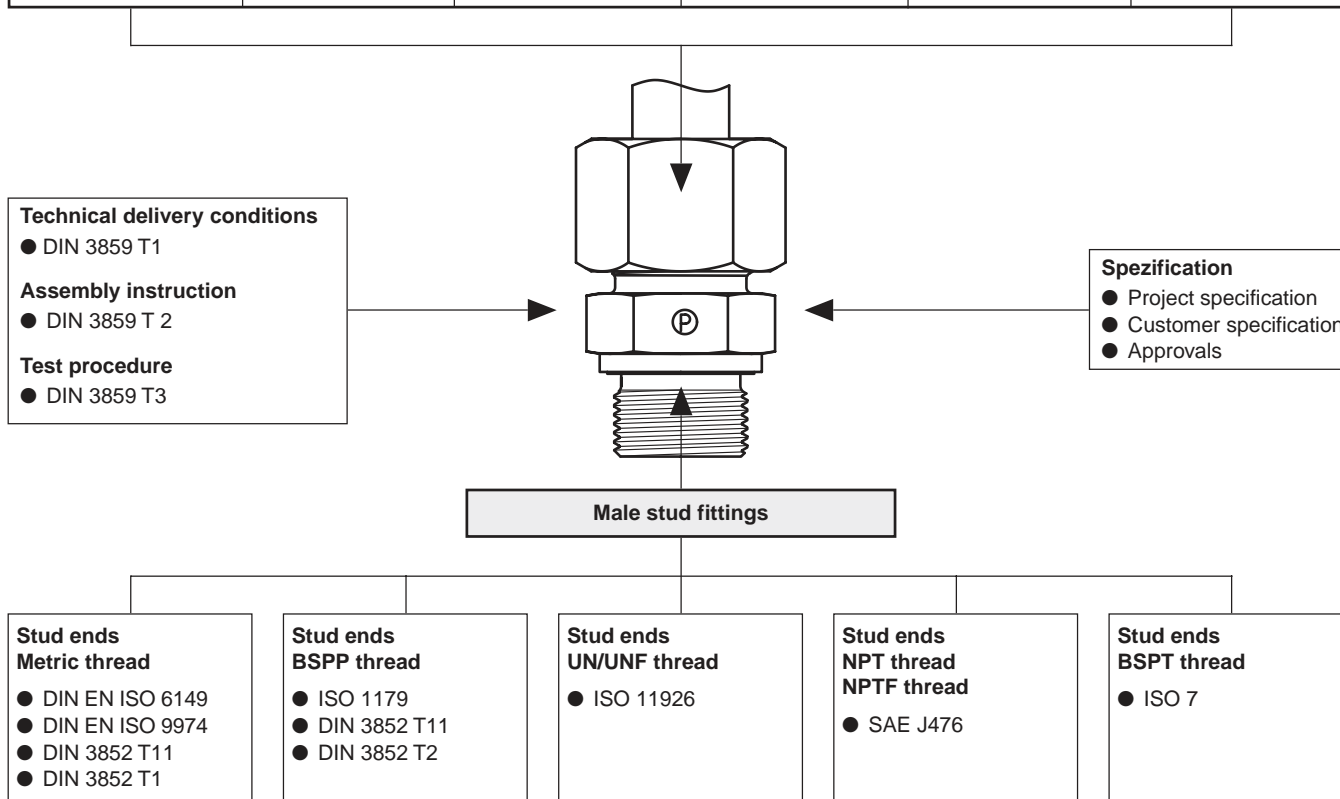 Technical delivery conditions
● DIN 3859 T1
Assembly instruction
● DIN 3859 T 2
Test procedure
● DIN 3859 T3
P
Spezification
● Project specification
● Customer specification
● Approvals
Male stud fittings
Stud ends
Metric thread
● DIN EN ISO 6149
● DIN EN ISO 9974
● DIN 3852 T11
● DIN 3852 T1
Stud ends
BSPP thread
● ISO 1179
● DIN 3852 T11
● DIN 3852 T2
Stud ends
UN/UNF thread
● ISO 11926
Stud ends
NPT thread
NPTF thread
● SAE J476
Stud ends
BSPT thread
● ISO 7